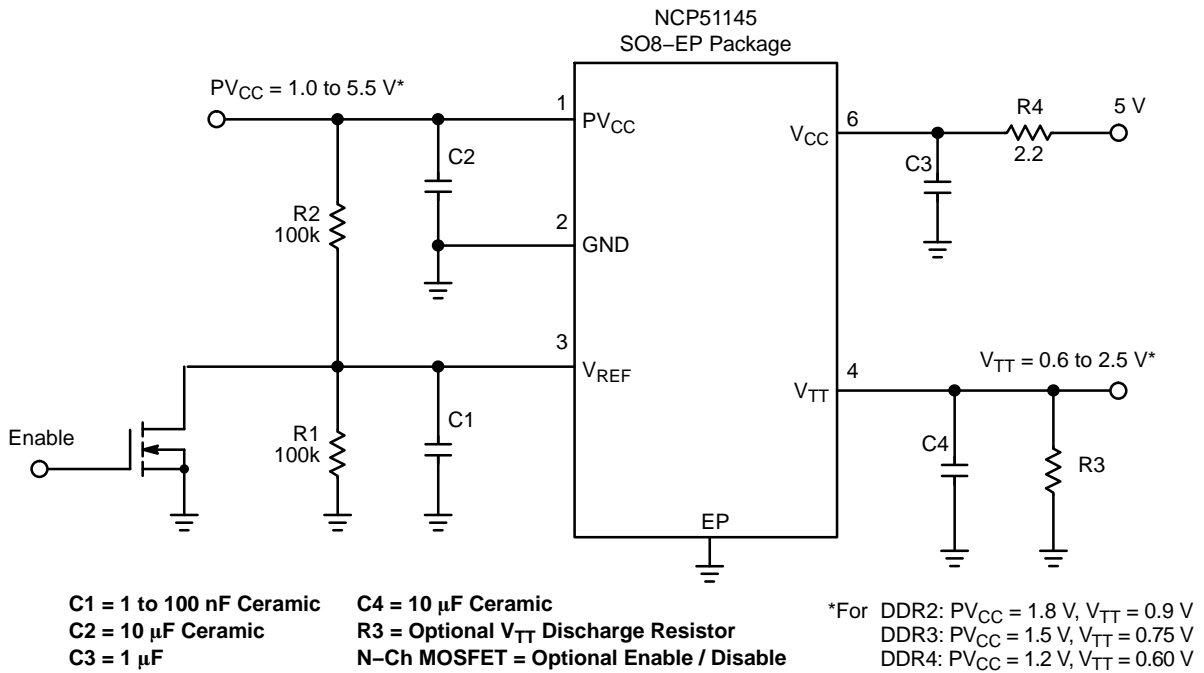 NCP51145
SO8−EP Package
PVCC = 1.0 to 5.5 V*
1
PVCC
6
VCC
R4
2.2
5 V
C2
C3
R2
100k
2
GND
3
VREF
4
VTT
VTT = 0.6 to 2.5 V*
Enable
R1
100k
C1
C4
R3
EP
C1 = 1 to 100 nF Ceramic
C2 = 10 μF Ceramic
C3 = 1 μF
C4 = 10 μF Ceramic
R3 = Optional VTT Discharge Resistor
N−Ch MOSFET = Optional Enable / Disable
*For DDR2: PVCC = 1.8 V, VTT = 0.9 V
DDR3: PVCC = 1.5 V, VTT = 0.75 V
DDR4: PVCC = 1.2 V, VTT = 0.60 V